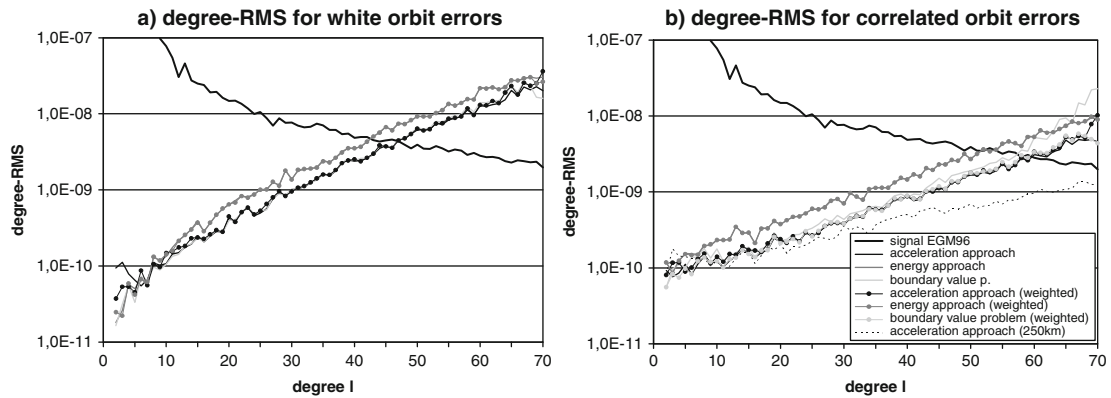 a) degree-RMS for white orbit errors
1,0E-07
1,0E-08
1,0E-09
1,0E-10
1,0E-11
degree-RMS
0 10 20 30 40 50 60 70
degree l
b) degree-RMS for correlated orbit errors
1,0E-07
1,0E-08
1,0E-09
1,0E-10
1,0E-11
degree-RMS
0 10 20 30 40 50 60 70
degree l
signal EGM96
acceleration approach
energy approach
boundary value p.
acceleration approach (weighted)
energy approach (weighted)
boundary value problem (weighted)
acceleration approach (250km)